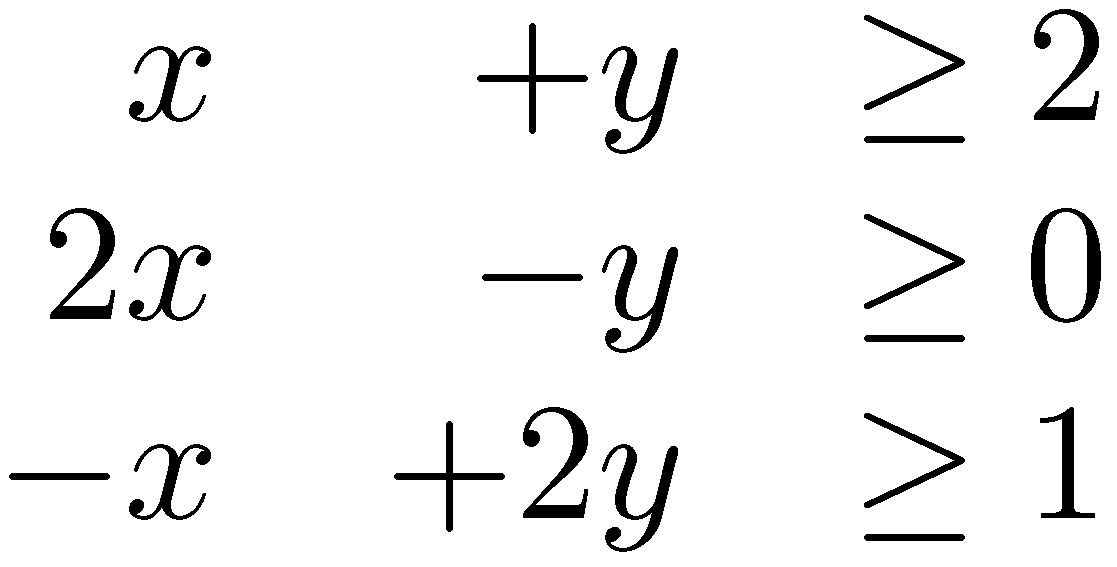 x +y ≥ 2
2x −y ≥ 0
−x +2y ≥ 1